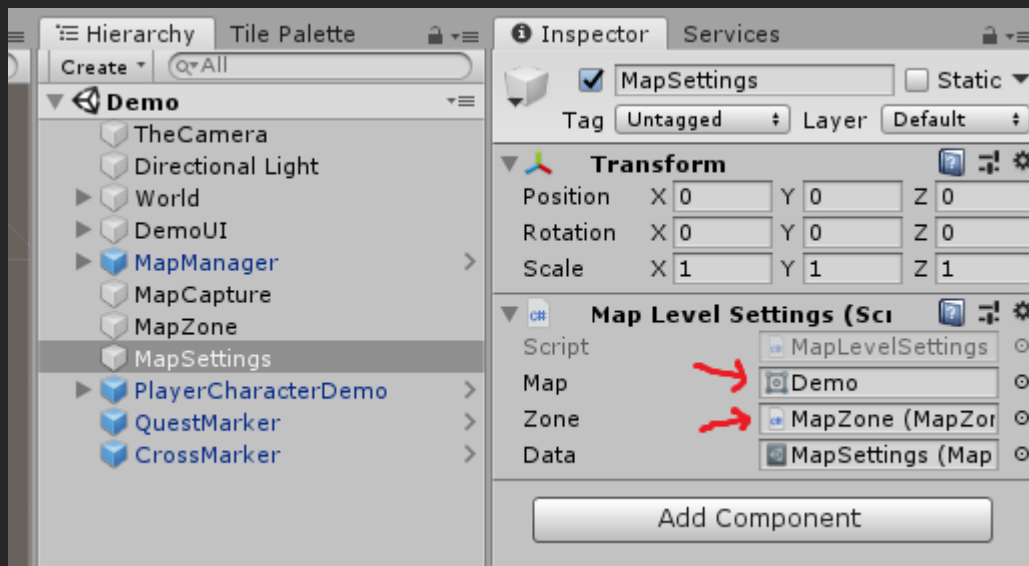 Hierarchy
Tile Palette
Create
All
Demo
TheCamera
Directional Light
World
DemoUI
MapManager
MapCapture
MapZone
MapSettings
PlayerCharacterDemo
QuestMarker
CrossMarker
Inspector
Services
MapSettings
Static
Tag Untagged Layer Default
Transform
Position X 0 Y 0 Z 0
Rotation X 0 Y 0 Z 0
Scale X 1 Y 1 Z 1
c# Map Level Settings (Scr
Script MapLevelSettings
Map Demo
Zone MapZone (MapZor
Data MapSettings (Map
Add Component